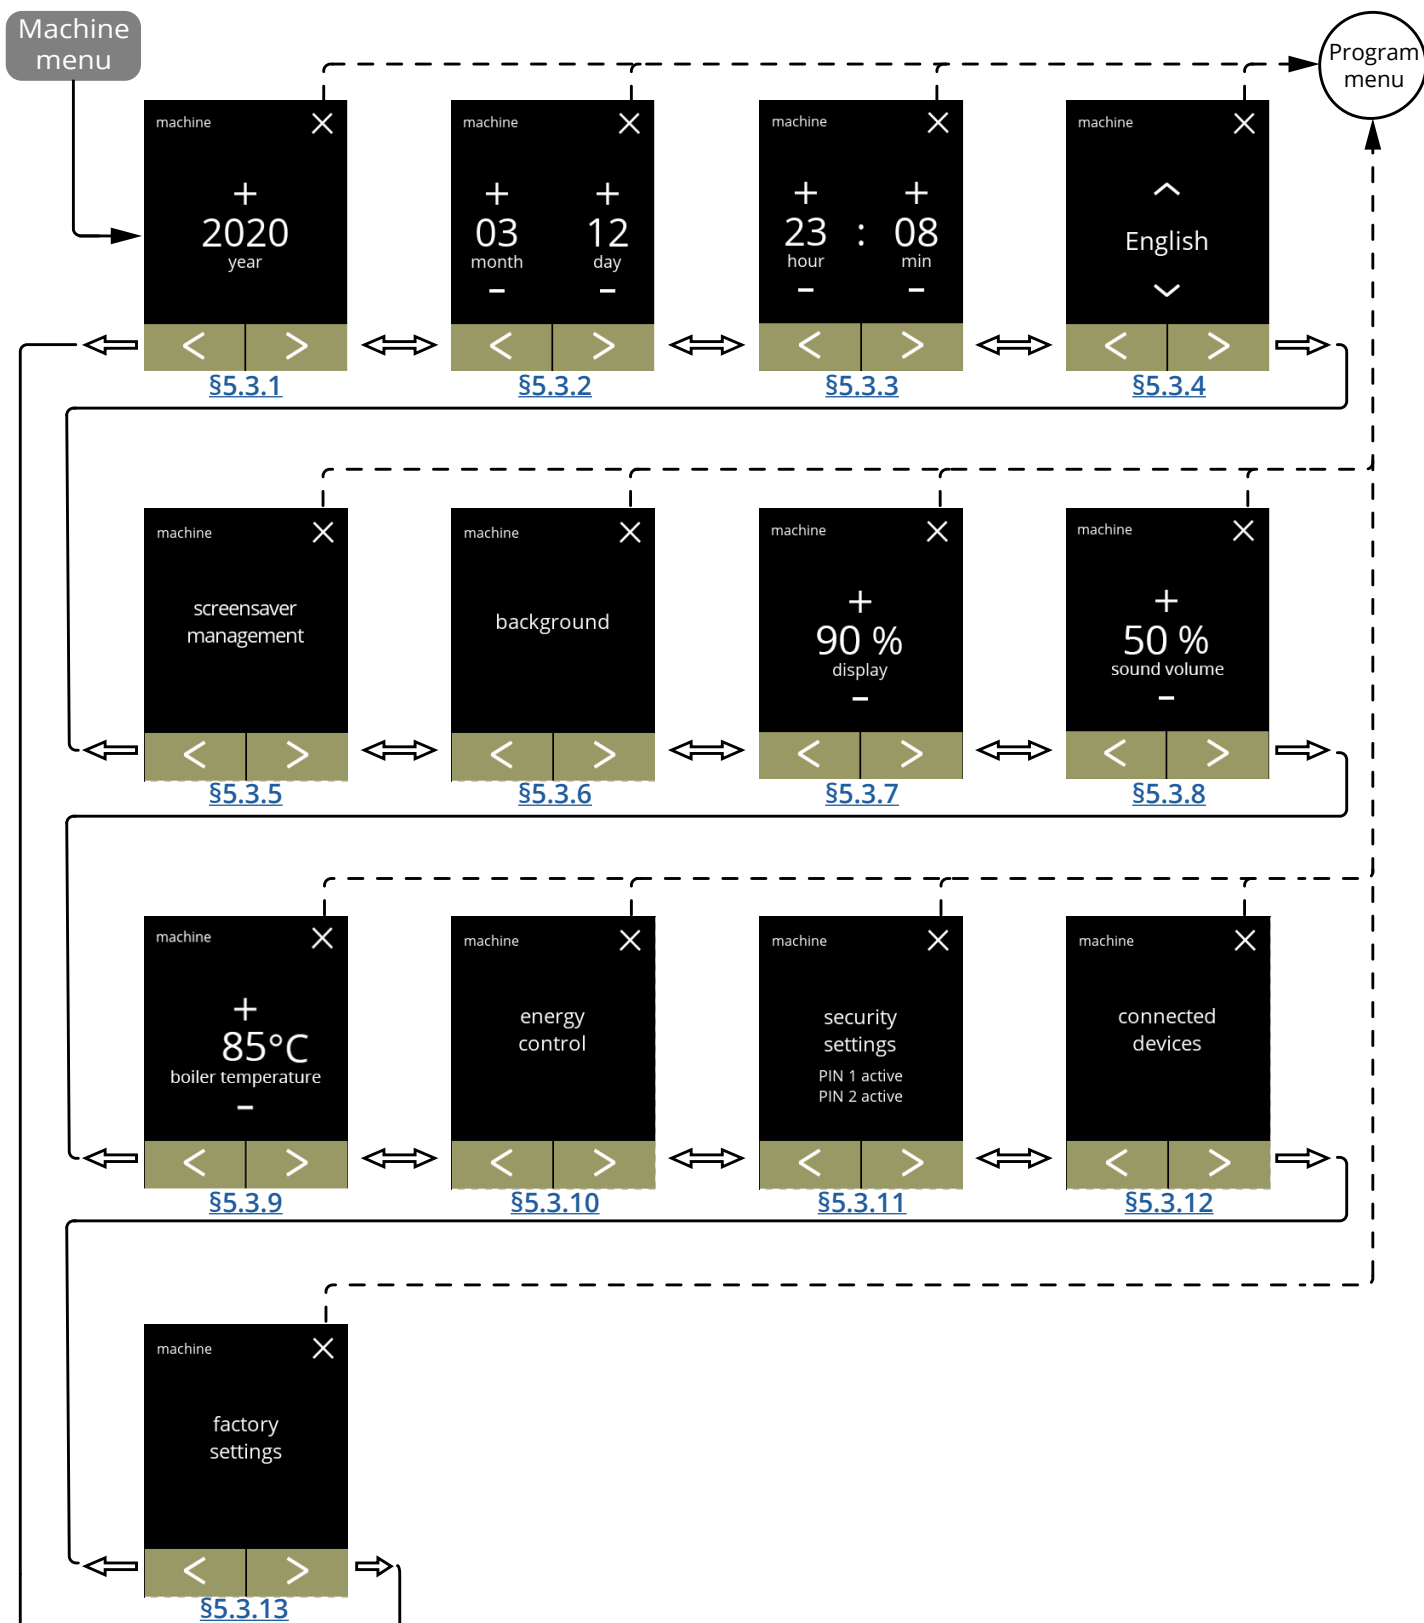 Machine
menu
Program
menu
machine
+
2020
year
< >
§5.3.1
machine
+ +
03 12
month day
- -
< >
§5.3.2
machine
+ +
23 : 08
hour min
- -
< >
§5.3.3
machine
English
< >
§5.3.4
machine
screensaver
management
< >
§5.3.5
machine
background
< >
§5.3.6
machine
+
90 %
display
-
< >
§5.3.7
machine
+
50 %
sound volume
-
< >
§5.3.8
machine
+
85°C
boiler temperature
-
< >
§5.3.9
machine
energy
control
< >
§5.3.10
machine
security
settings
PIN 1 active
PIN 2 active
< >
§5.3.11
machine
connected
devices
< >
§5.3.12
machine
factory
settings
< >
§5.3.13